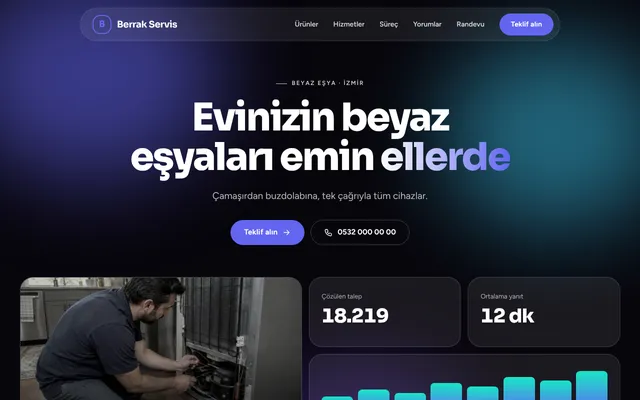 B
Berrak Servis
Ürünler
Hizmetler
Süreç
Yorumlar
Randevu
Teklif alın
BEYAZ EŞYA · İZMİR
Evinizin beyaz
eşyaları emin ellerde
Çamaşırdan buzdolabına, tek çağrıyla tüm cihazlar.
Teklif alın →
0532 000 00 00
Çözülen talep
18.219
Ortalama yanıt
12 dk